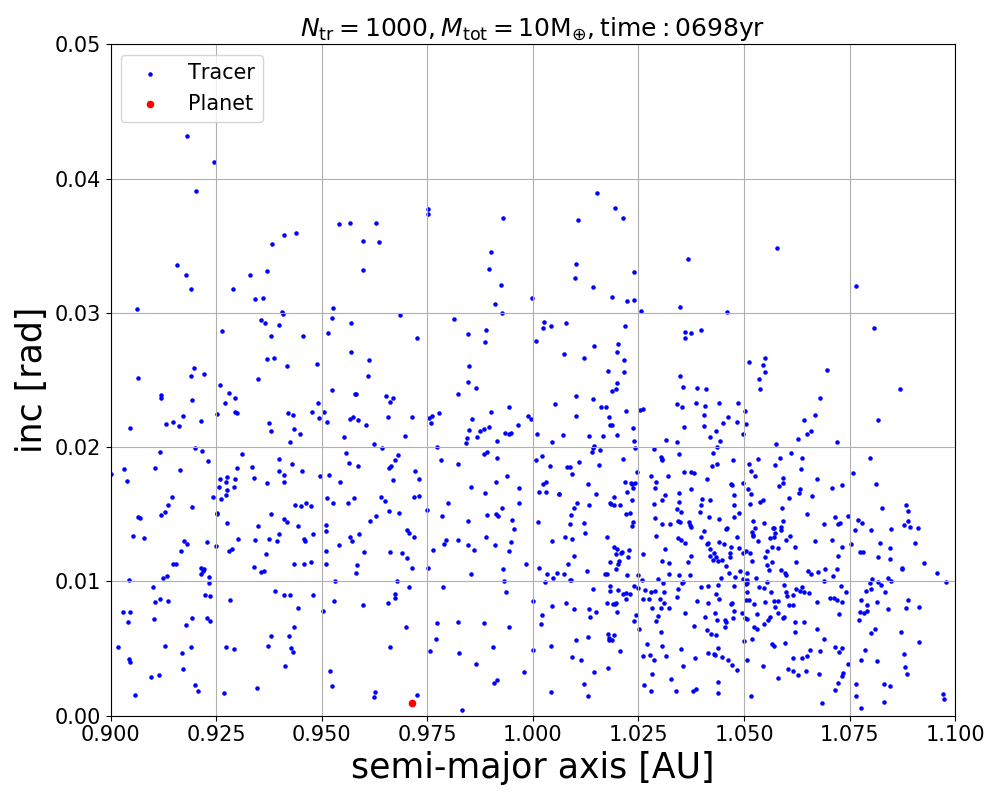 N_tr = 1000, M_tot = 10M_⊕, time : 0698yr
Tracer
Planet
0.05
0.04
0.03
0.02
0.01
0.00
inc [rad]
0.900 0.925 0.950 0.975 1.000 1.025 1.050 1.075 1.100
semi-major axis [AU]